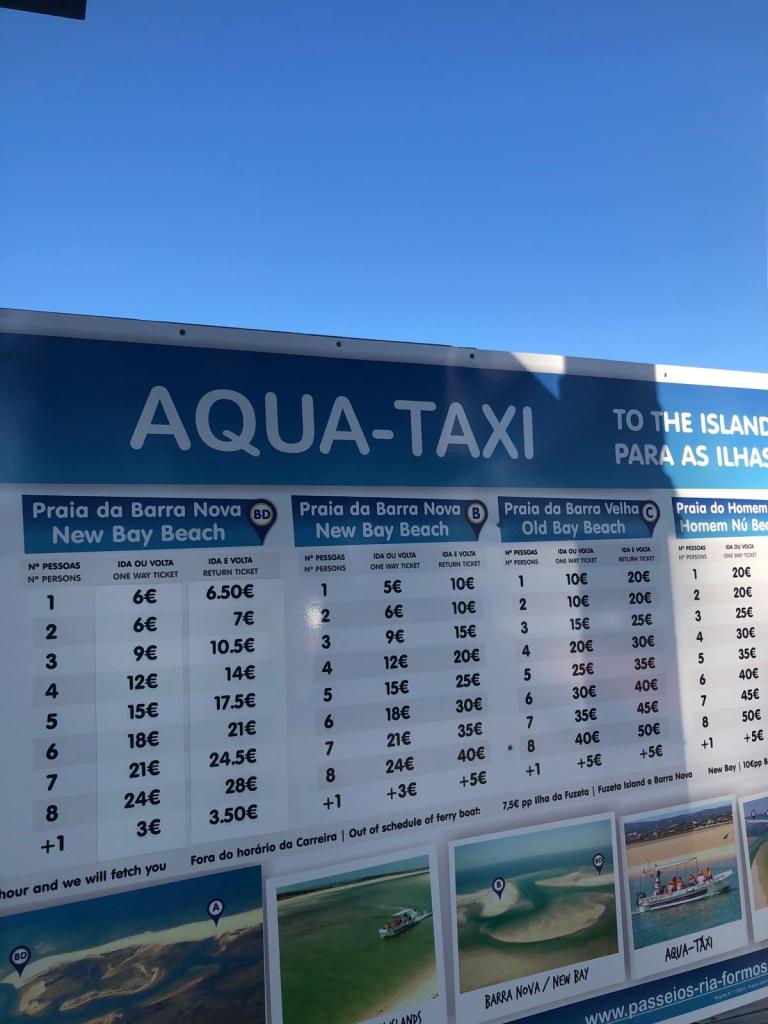 AQUA-TAXI
TO THE ISLAND
PARA AS ILHAS
Praia da Barra Nova
New Bay Beach
BD
Nº PESSOAS IDA OU VOLTA IDA E VOLTA
Nº PERSONS ONE WAY TICKET RETURN TICKET
1 6€ 6.50€
2 6€ 7€
3 9€ 10.5€
4 12€ 14€
5 15€ 17.5€
6 18€ 21€
7 21€ 24.5€
8 24€ 28€
+1 3€ 3.50€
Praia da Barra Nova
New Bay Beach
B
Nº PESSOAS IDA OU VOLTA IDA E VOLTA
Nº PERSONS ONE WAY TICKET RETURN TICKET
1 5€ 10€
2 6€ 10€
3 9€ 15€
4 12€ 20€
5 15€ 25€
6 18€ 30€
7 21€ 35€
8 24€ 40€
+1 +3€ +5€
Praia da Barra Velha
Old Bay Beach
C
Nº PESSOAS IDA OU VOLTA IDA E VOLTA
Nº PERSONS ONE WAY TICKET RETURN TICKET
1 10€ 20€
2 10€ 20€
3 15€ 25€
4 20€ 30€
5 25€ 35€
6 30€ 40€
7 35€ 45€
8 40€ 50€
+1 +5€ +5€
Praia do Homem
Homem Nú Bea
Nº PESSOAS IDA OU VOLTA
Nº PERSONS ONE WAY TICKET
1 20€
2 20€
3 25€
4 30€
5 35€
6 40€
7 45€
8 50€
+1 +5€
hour and we will fetch you
Fora do horário da Carreira | Out of schedule of ferry boat: 7,5€ pp Ilha da Fuzeta | Fuzeta Island e Barra Nova New Bay | 10€pp B
BD
A
ISLANDS
B
BD
BARRA NOVA / NEW BAY
AQUA-TAXI
www.passeios-ria-formos